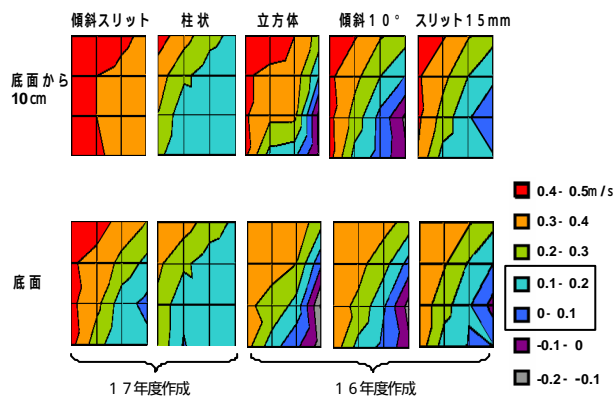 傾斜スリット 柱状 立方体 傾斜10° スリット15mm
底面から
10cm
0.4- 0.5m/s
0.3- 0.4
0.2- 0.3
底面
0.1- 0.2
0- 0.1
-0.1- 0
-0.2- -0.1
17年度作成 16年度作成